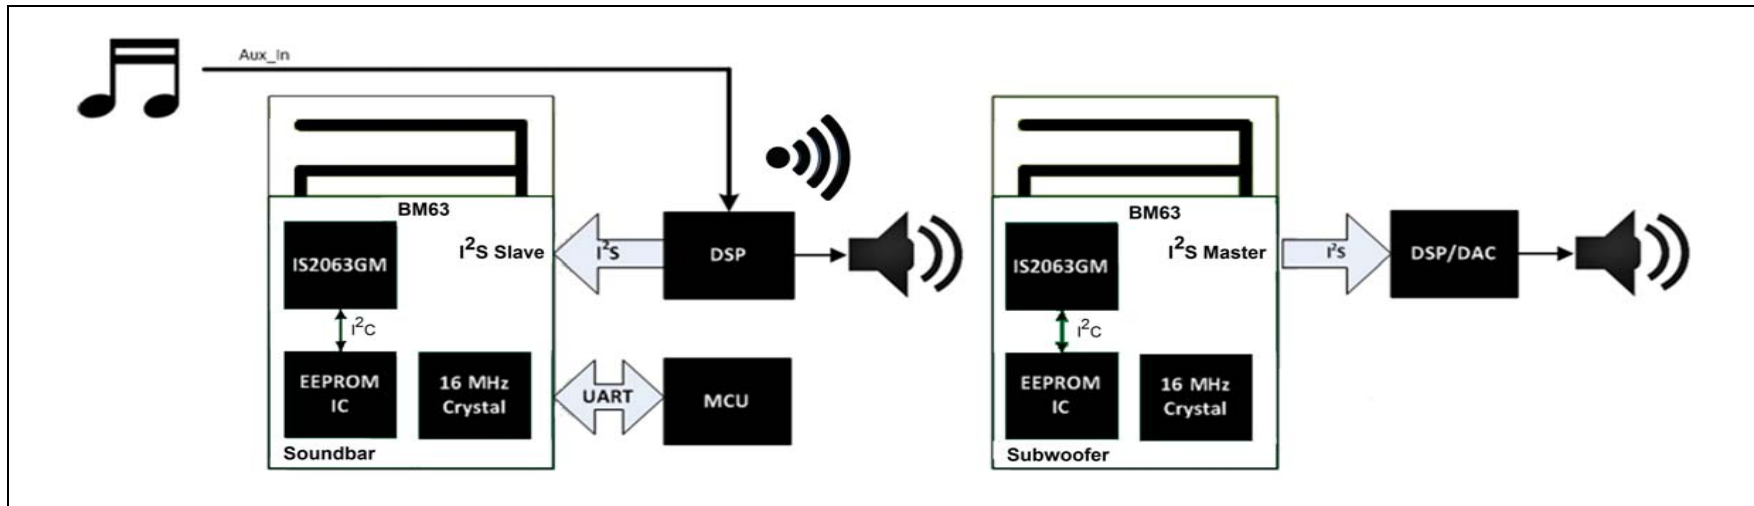 Aux_In
BM63
IS2063GM
I²S Slave
I²S
DSP
I²C
EEPROM
IC
16 MHz
Crystal
UART
MCU
Soundbar
BM63
IS2063GM
I²S Master
I²S
DSP/DAC
I²C
EEPROM
IC
16 MHz
Crystal
Subwoofer